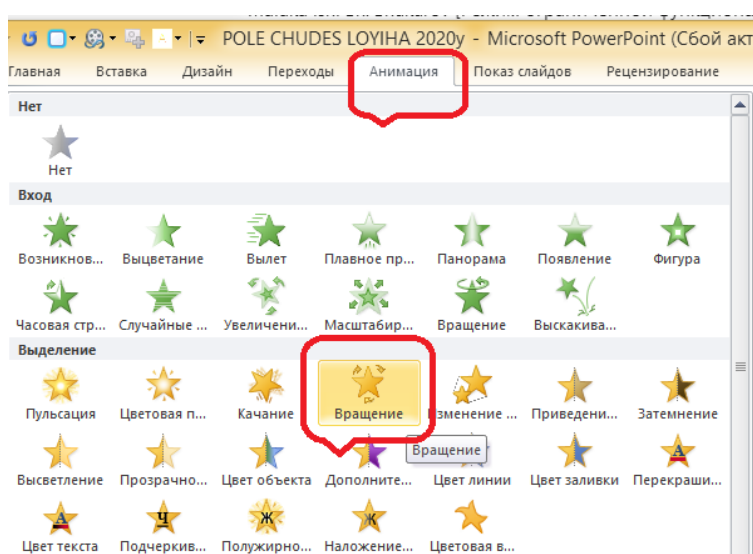 POLE CHUDES LOYIHA 2020y - Microsoft PowerPoint (Сбой акт
Главная Вставка Дизайн Переходы Анимация Показ слайдов Рецензирование
Нет
Нет
Вход
Возникнов... Выцветание Вылет Плавное пр... Панорама Появление Фигура
Часовая стр... Случайные ... Увеличени... Масштабир... Вращение Выскакива...
Выделение
Пульсация Цветовая п... Качание Вращение Изменение ... Приведени... Затемнение
Вращение
Высветление Прозрачно... Цвет объекта Дополните... Цвет линии Цвет заливки Перекраши...
Цвет текста Подчеркив... Полужирно... Наложение... Цветовая в...